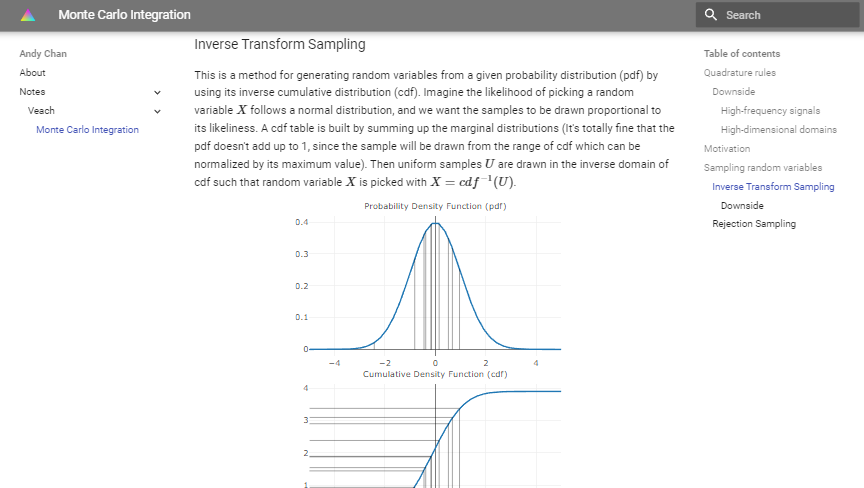 Monte Carlo Integration
Search
Andy Chan
About
Notes
Veach
Monte Carlo Integration
Inverse Transform Sampling
This is a method for generating random variables from a given probability distribution (pdf) by
using its inverse cumulative distribution (cdf). Imagine the likelihood of picking a random
variable X follows a normal distribution, and we want the samples to be drawn proportional to
its likeliness. A cdf table is built by summing up the marginal distributions (It's totally fine that the
pdf doesn't add up to 1, since the sample will be drawn from the range of cdf which can be
normalized by its maximum value). Then uniform samples U are drawn in the inverse domain of
cdf such that random variable X is picked with X = cdf⁻¹(U).
Probability Density Function (pdf)
0.4
0.3
0.2
0.1
0
−4 −2 0 2 4
Cumulative Density Function (cdf)
4
3
2
1
Table of contents
Quadrature rules
Downside
High-frequency signals
High-dimensional domains
Motivation
Sampling random variables
Inverse Transform Sampling
Downside
Rejection Sampling